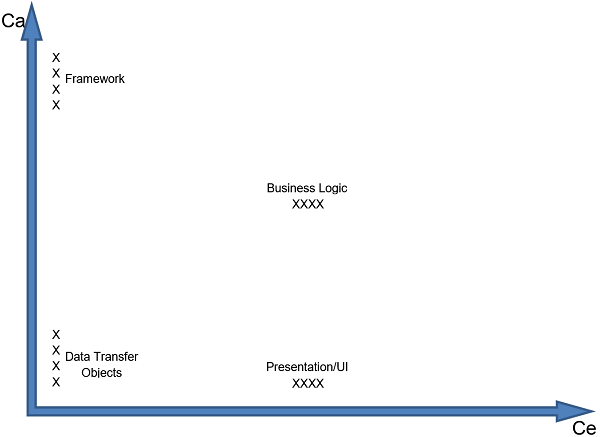 Ca
X
X
Framework
X
X
Business Logic
XXXX
X
X
Data Transfer
X
Objects
X
Presentation/UI
XXXX
Ce